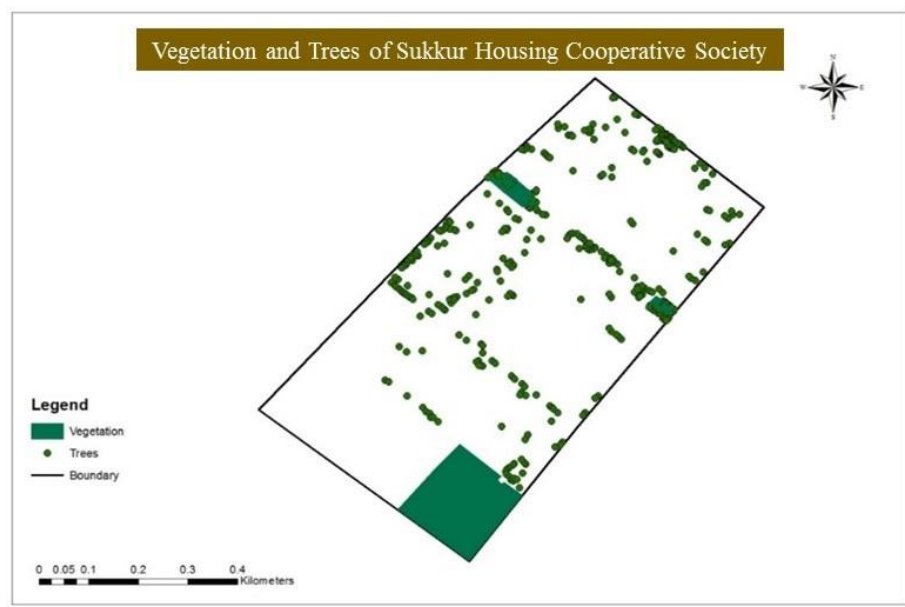 Vegetation and Trees of Sukkur Housing Cooperative Society
N
W E
S
Legend
Vegetation
Trees
Boundary
0 0.05 0.1 0.2 0.3 0.4
Kilometers